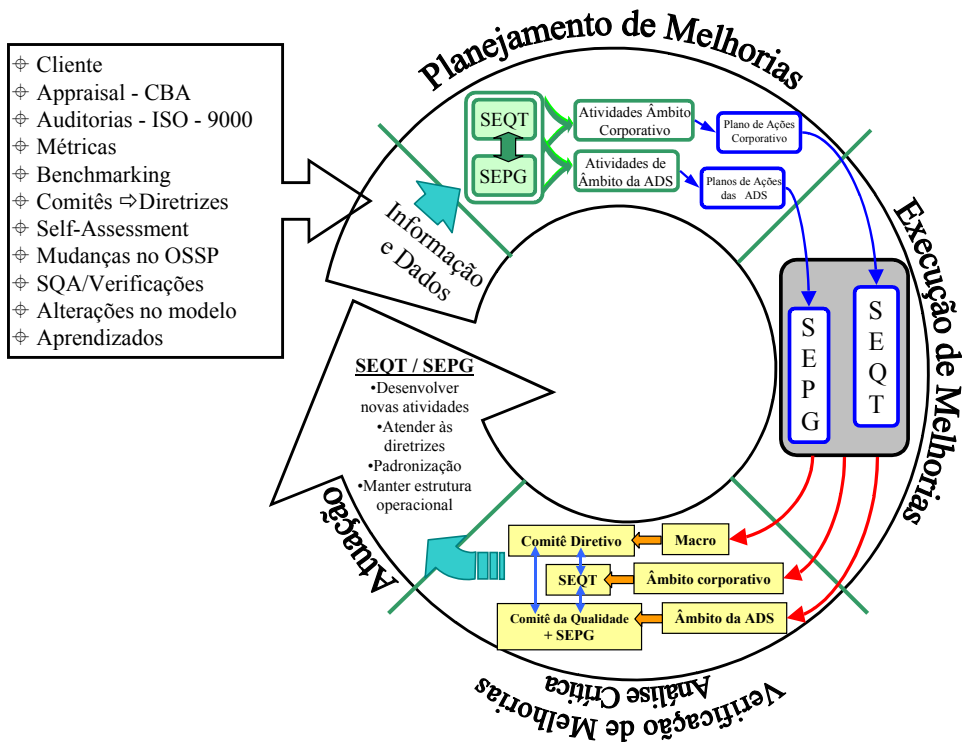 Planejamento de Melhorias
Cliente
Appraisal - CBA
Auditorias - ISO - 9000
Métricas
Benchmarking
Comitês ⇨Diretrizes
Self-Assessment
Mudanças no OSSP
SQA/Verificações
Alterações no modelo
Aprendizados
Informação
e Dados
SEQT
SEPG
Atividades Âmbito
Corporativo
Atividades de
Âmbito da ADS
Plano de Ações
Corporativo
Planos de Ações
das ADS
Execução de Melhorias
S
E
P
G
S
E
Q
T
SEQT / SEPG
•Desenvolver
novas atividades
•Atender às
diretrizes
•Padronização
•Manter estrutura
operacional
Atuação
Comitê Diretivo
Macro
SEQT
Âmbito corporativo
Comitê da Qualidade
+ SEPG
Âmbito da ADS
Análise Crítica
Verificação de Melhorias